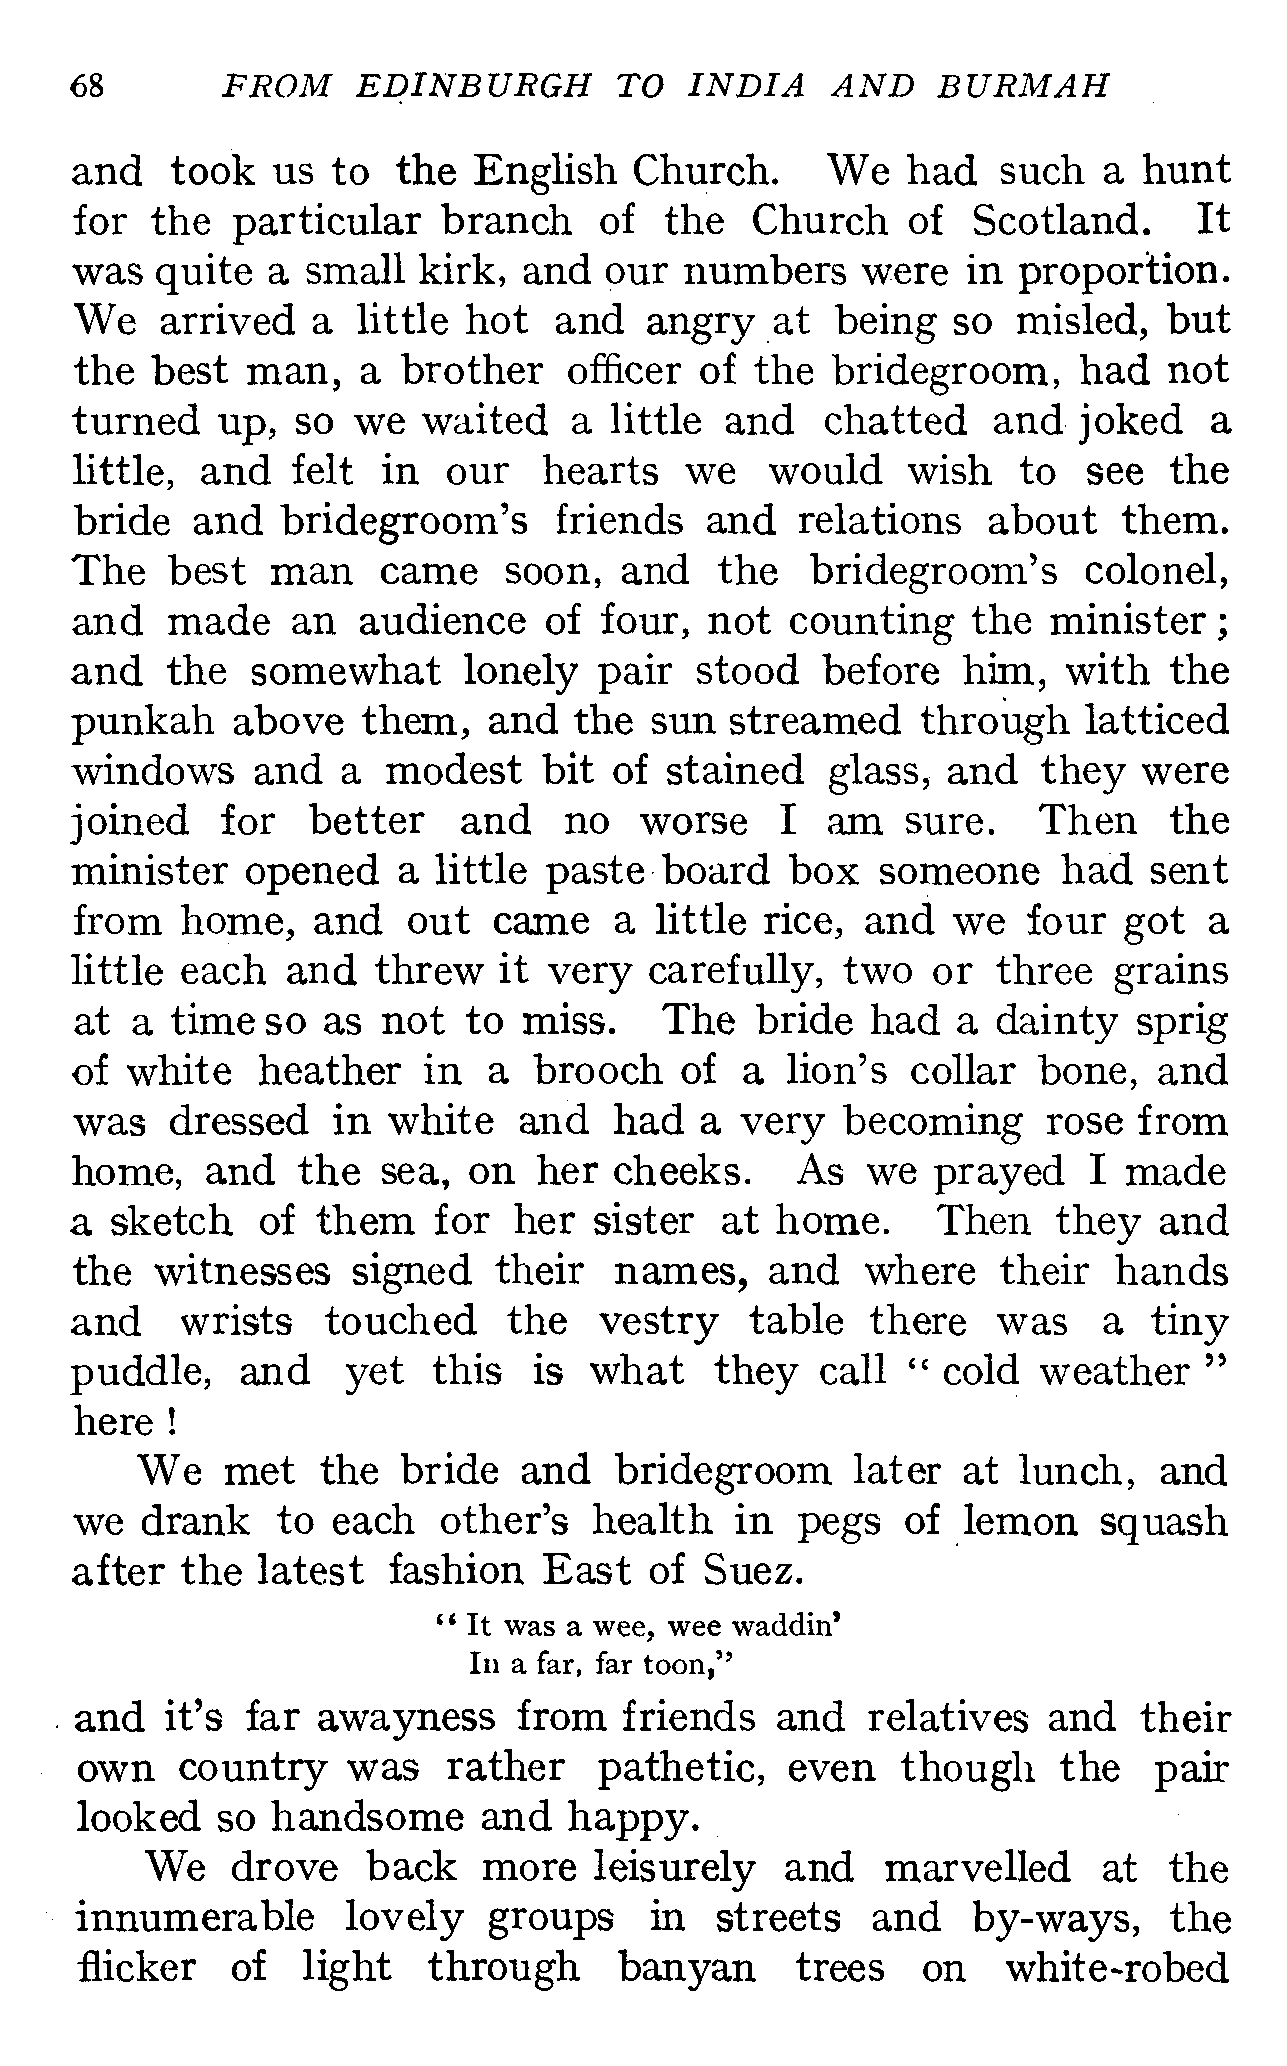 68 FROM EDINBURGH TO INDIA AND BURMAH
and took us to the English Church. We had such a hunt
for the particular branch of the Church of Scotland. It
was quite a small kirk, and our numbers were in proportion.
We arrived a little hot and angry at being so misled, but
the best man, a brother officer of the bridegroom, had not
turned up, so we waited a little and chatted and joked a
little, and felt in our hearts we would wish to see the
bride and bridegroom's friends and relations about them.
The best man came soon, and the bridegroom's colonel,
and made an audience of four, not counting the minister ;
and the somewhat lonely pair stood before him, with the
punkah above them, and the sun streamed through latticed
windows and a modest bit of stained glass, and they were
joined for better and no worse I am sure. Then the
minister opened a little paste board box someone had sent
from home, and out came a little rice, and we four got a
little each and threw it very carefully, two or three grains
at a time so as not to miss. The bride had a dainty sprig
of white heather in a brooch of a lion's collar bone, and
was dressed in white and had a very becoming rose from
home, and the sea, on her cheeks. As we prayed I made
a sketch of them for her sister at home. Then they and
the witnesses signed their names, and where their hands
and wrists touched the vestry table there was a tiny
puddle, and yet this is what they call " cold weather "
here !
We met the bride and bridegroom later at lunch, and
we drank to each other's health in pegs of lemon squash
after the latest fashion East of Suez.
" It was a wee, wee waddin'
In a far, far toon,"
and it's far awayness from friends and relatives and their
own country was rather pathetic, even though the pair
looked so handsome and happy.
We drove back more leisurely and marvelled at the
innumerable lovely groups in streets and by-ways, the
flicker of light through banyan trees on white-robed